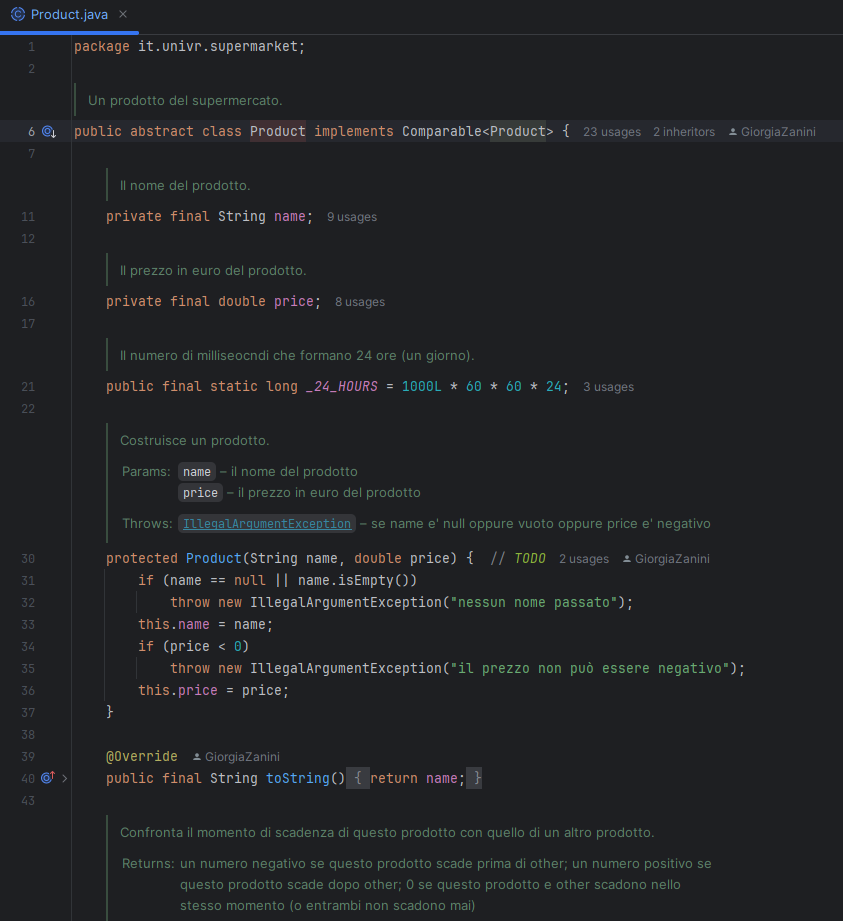 Product.java
1 package it.univr.supermarket;
2
Un prodotto del supermercato.
6 public abstract class Product implements Comparable<Product> { 23 usages 2 inheritors GiorgiaZanini
7
Il nome del prodotto.
11 private final String name; 9 usages
12
Il prezzo in euro del prodotto.
16 private final double price; 8 usages
17
Il numero di milliseocndi che formano 24 ore (un giorno).
21 public final static long _24_HOURS = 1000L * 60 * 60 * 24; 3 usages
22
Costruisce un prodotto.
Params: name – il nome del prodotto
price – il prezzo in euro del prodotto
Throws: IllegalArgumentException – se name e' null oppure vuoto oppure price e' negativo
30 protected Product(String name, double price) { // TODO 2 usages GiorgiaZanini
31 if (name == null || name.isEmpty())
32 throw new IllegalArgumentException("nessun nome passato");
33 this.name = name;
34 if (price < 0)
35 throw new IllegalArgumentException("il prezzo non può essere negativo");
36 this.price = price;
37 }
38
39 @Override GiorgiaZanini
40 public final String toString() { return name; }
43
Confronta il momento di scadenza di questo prodotto con quello di un altro prodotto.
Returns: un numero negativo se questo prodotto scade prima di other; un numero positivo se
questo prodotto scade dopo other; 0 se questo prodotto e other scadono nello
stesso momento (o entrambi non scadono mai)